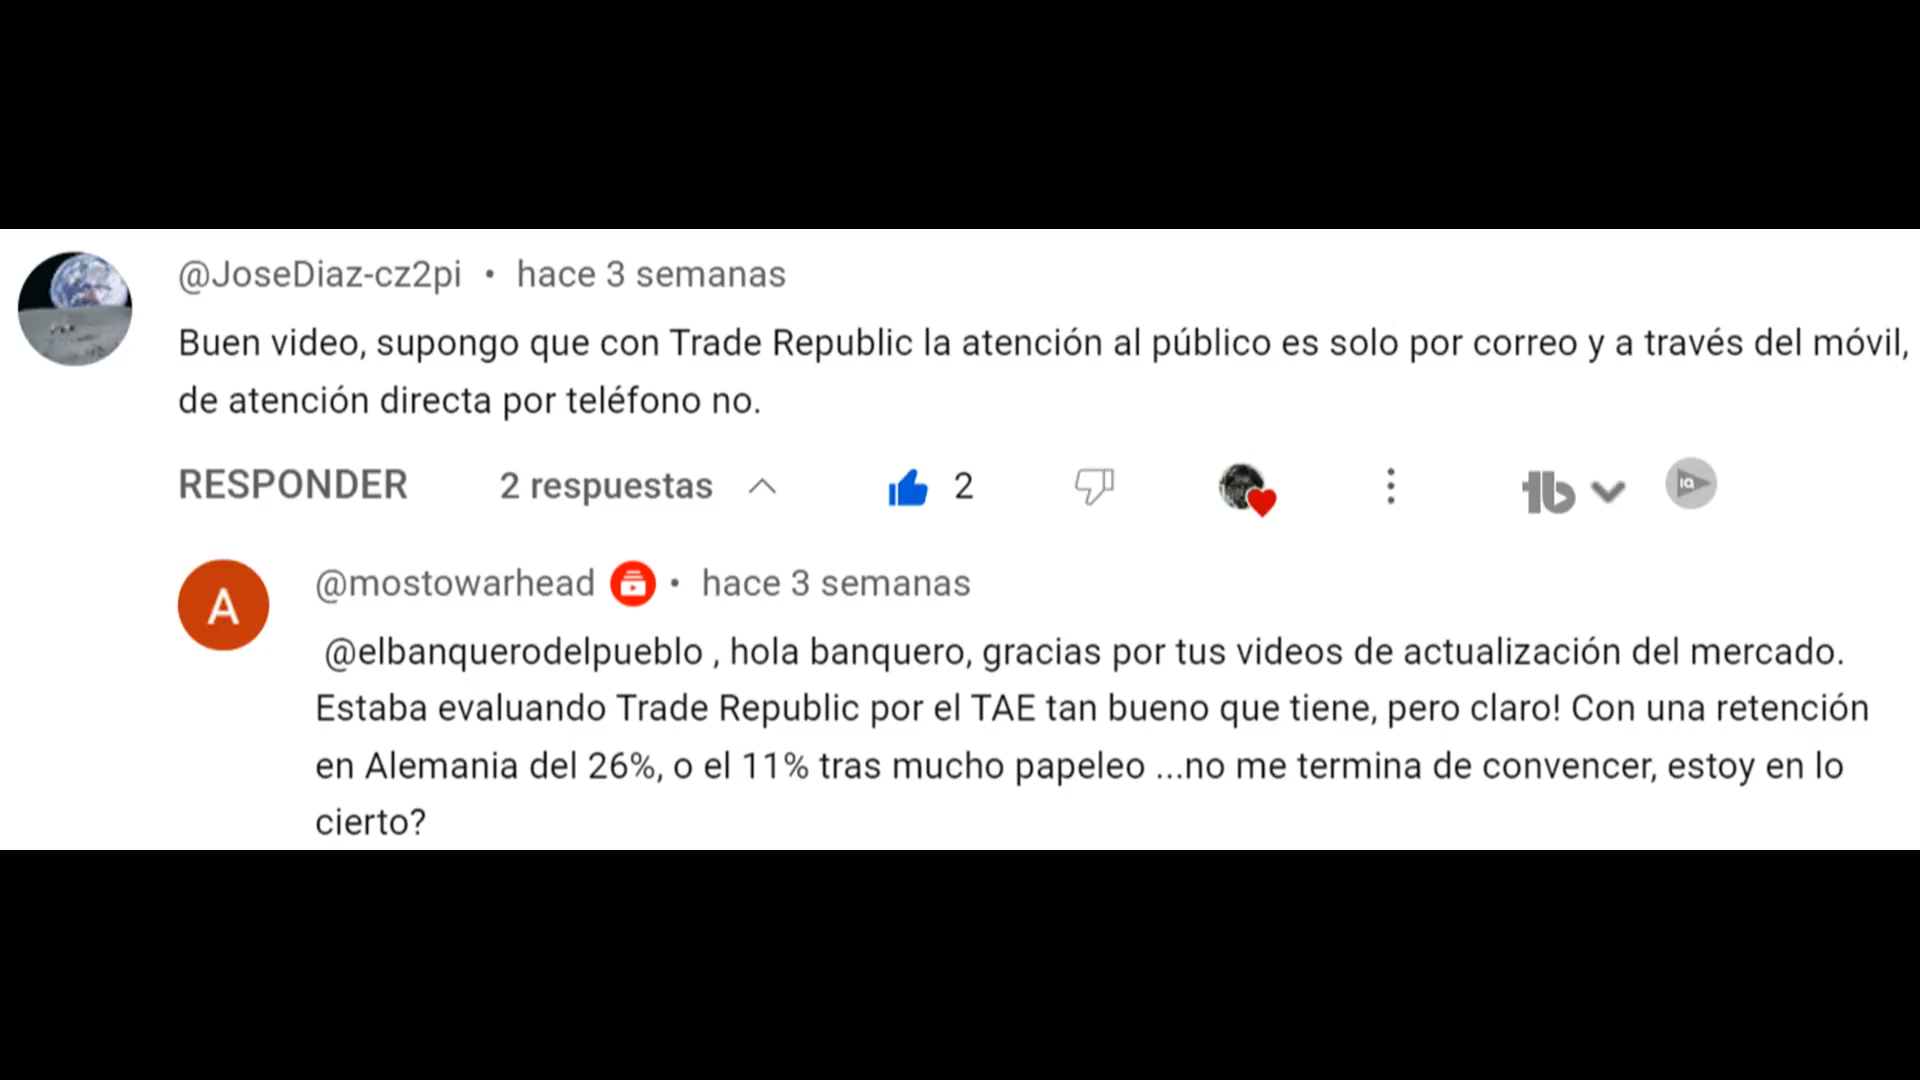 @JoseDiaz-cz2pi • hace 3 semanas
Buen video, supongo que con Trade Republic la atención al público es solo por correo y a través del móvil,
de atención directa por teléfono no.
RESPONDER 2 respuestas 2 tb IQ
A @mostowarhead • hace 3 semanas
@elbanquerodelpueblo , hola banquero, gracias por tus videos de actualización del mercado.
Estaba evaluando Trade Republic por el TAE tan bueno que tiene, pero claro! Con una retención
en Alemania del 26%, o el 11% tras mucho papeleo ...no me termina de convencer, estoy en lo
cierto?